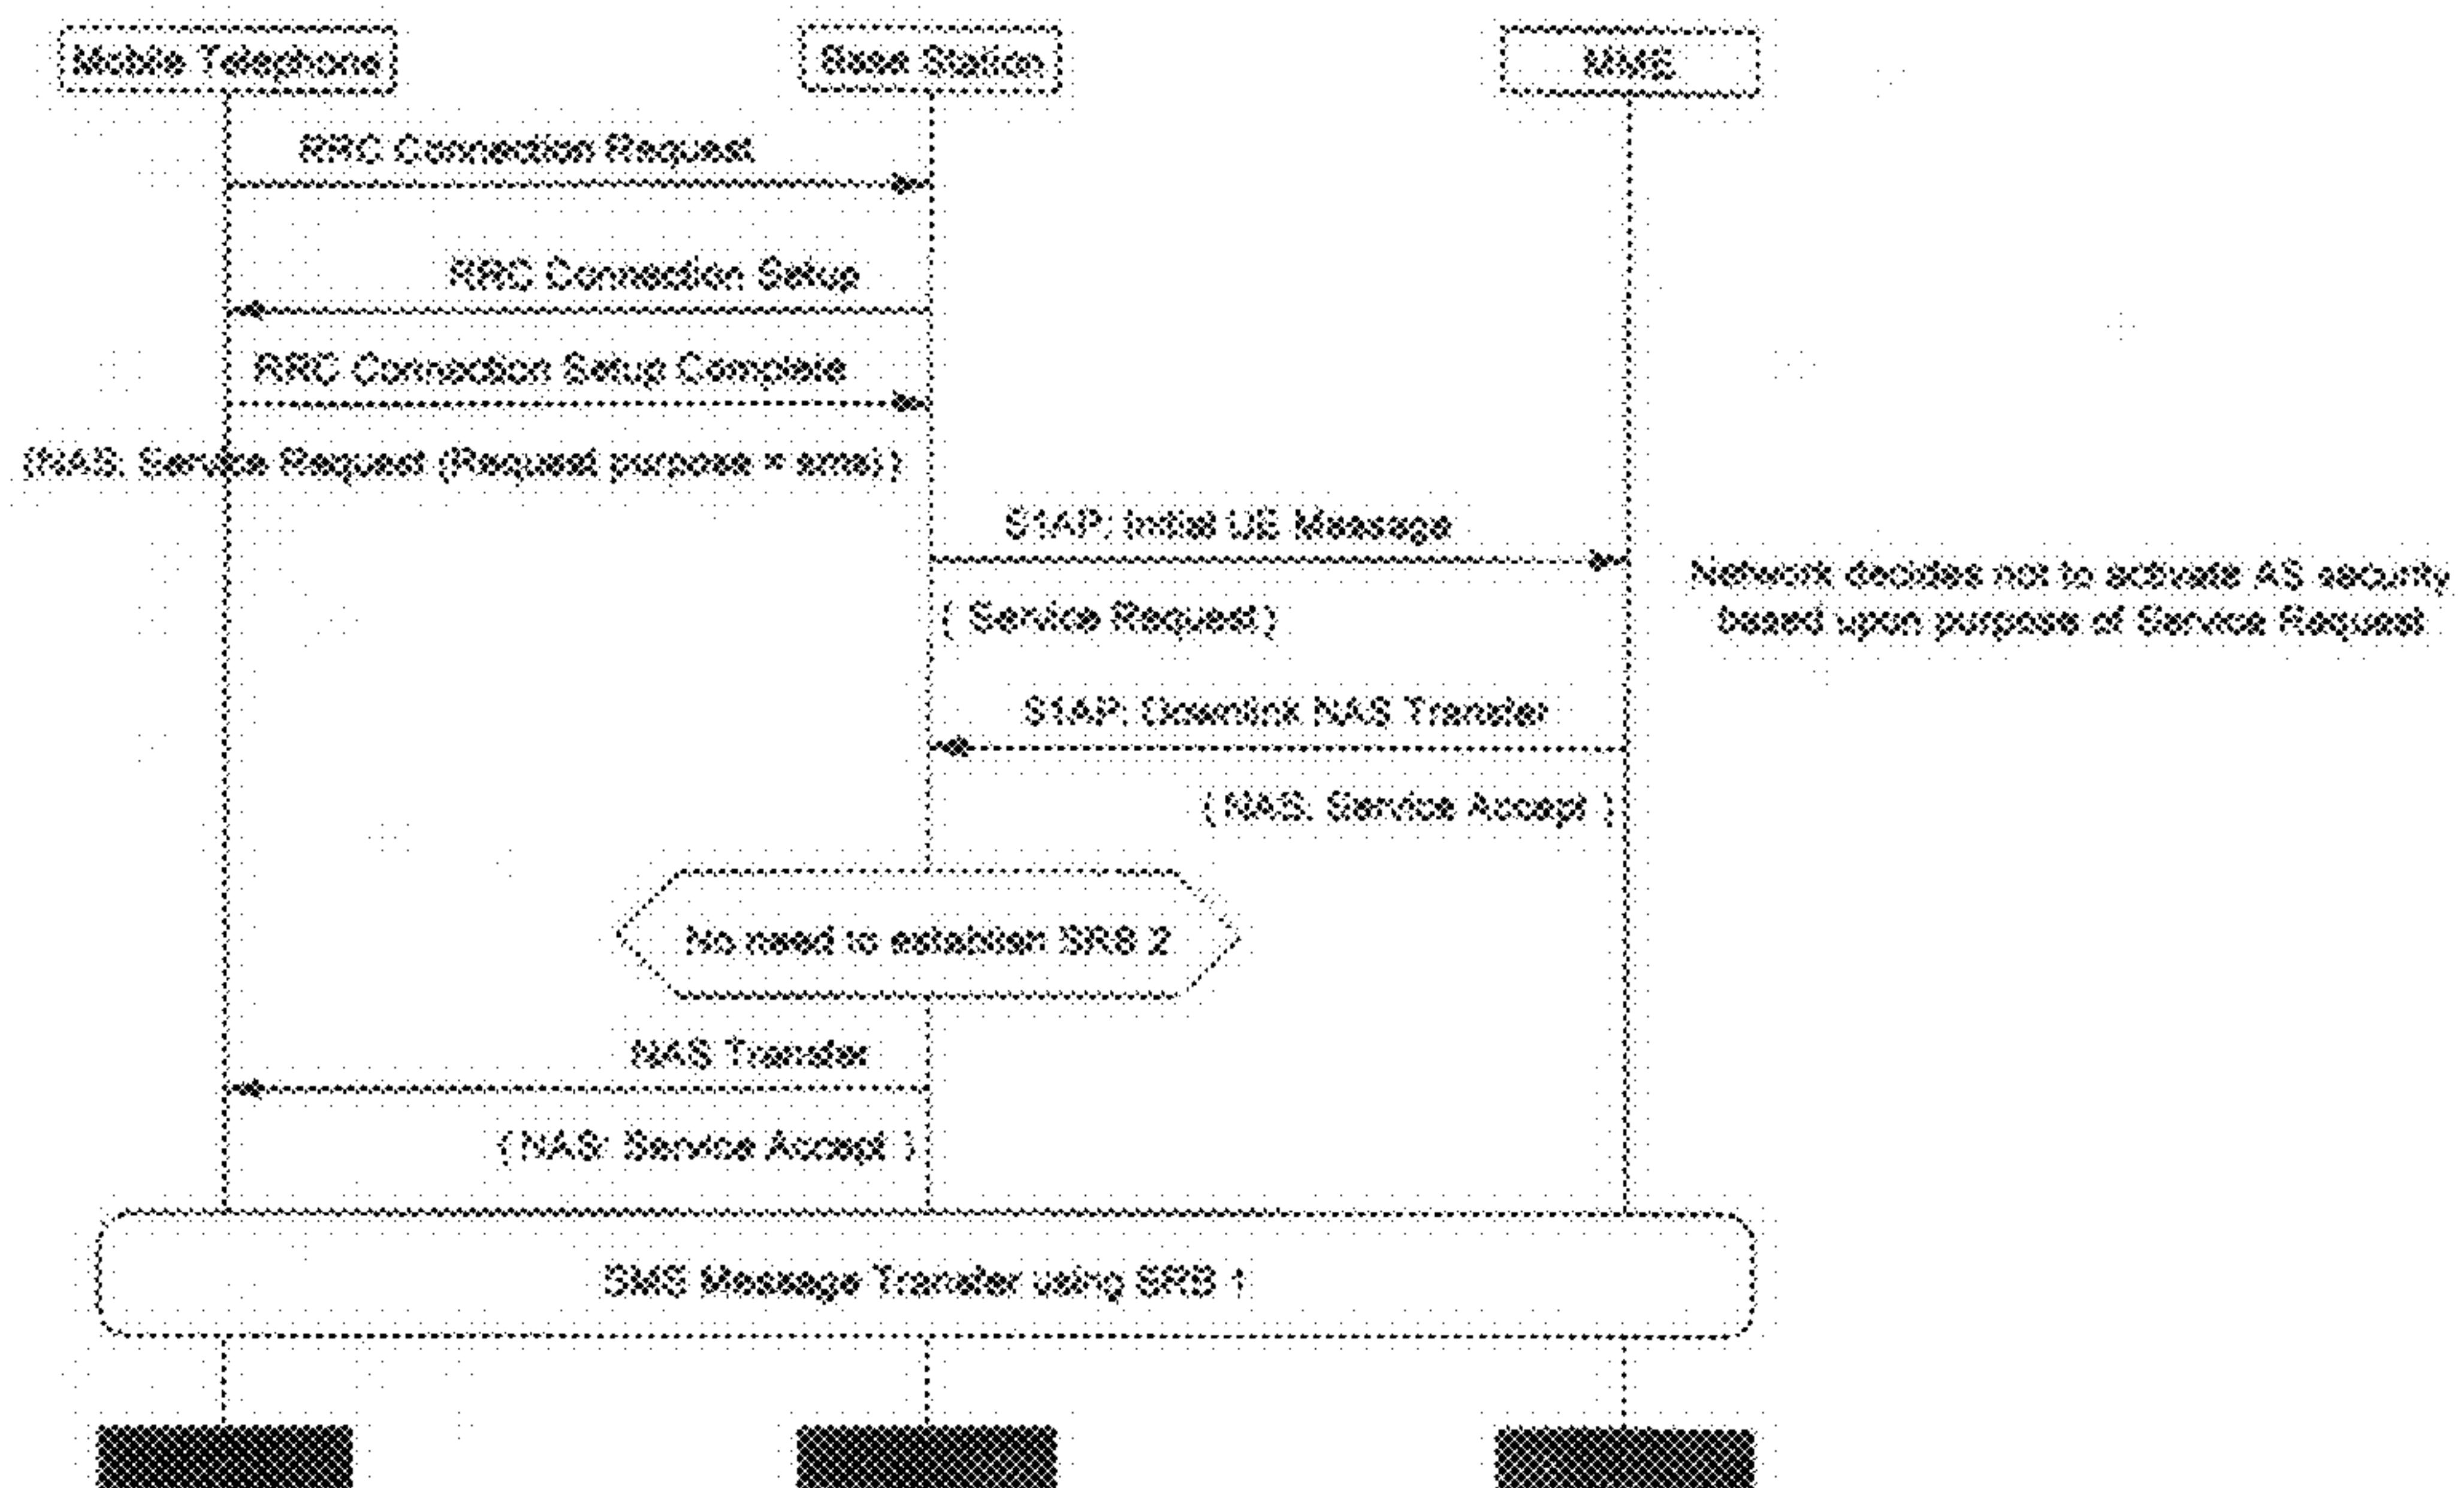 Mobile Telephone
Base Station
MME
RRC Connection Request
RRC Connection Setup
RRC Connection Setup Complete
(NAS: Service Request (Request purpose = sms))
S1AP: Initial UE Message
( Service Request )
Network decides not to activate AS security
based upon purpose of Service Request
S1AP: Downlink NAS Transfer
( NAS: Service Accept )
No need to establish SRB 2
NAS Transfer
( NAS: Service Accept )
SMS Message Transfer using SRB 1